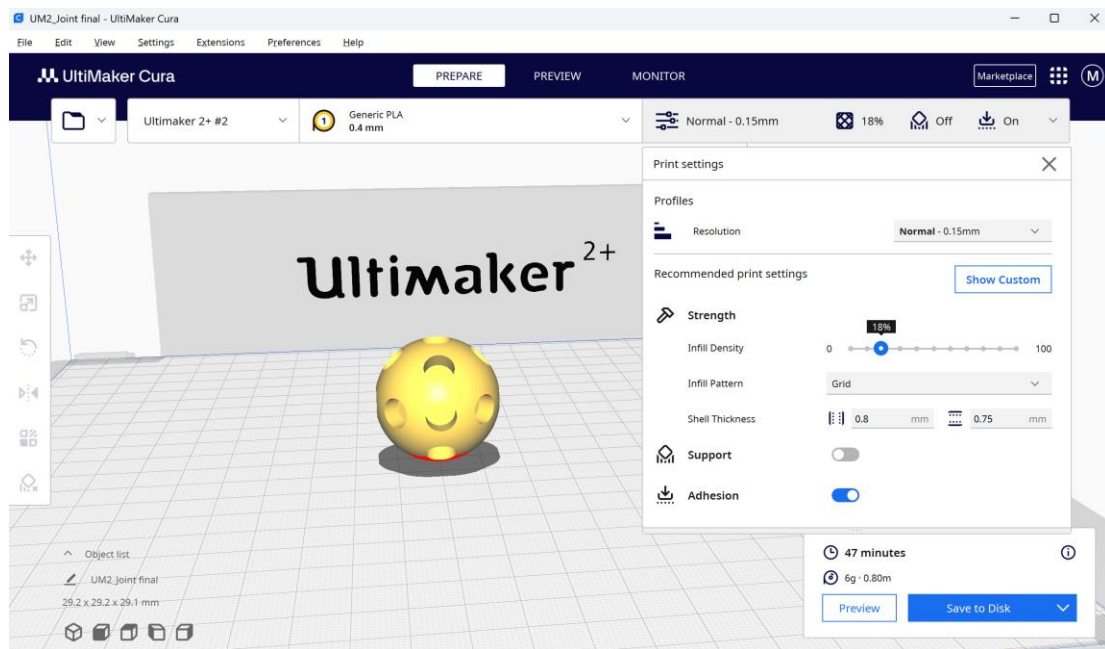 UM2_Joint final - UltiMaker Cura
File Edit View Settings Extensions Preferences Help
UltiMaker Cura PREPARE PREVIEW MONITOR Marketplace M
Ultimaker 2+ #2
1 Generic PLA
0.4 mm
Normal - 0.15mm 18% Off On
Print settings
Profiles
Resolution Normal - 0.15mm
Recommended print settings Show Custom
Strength
18%
Infill Density 0 100
Infill Pattern Grid
Shell Thickness 0.8 mm 0.75 mm
Support
Adhesion
Ultimaker 2+
Object list
UM2_Joint final
29.2 x 29.2 x 29.1 mm
47 minutes
6g · 0.80m
Preview Save to Disk